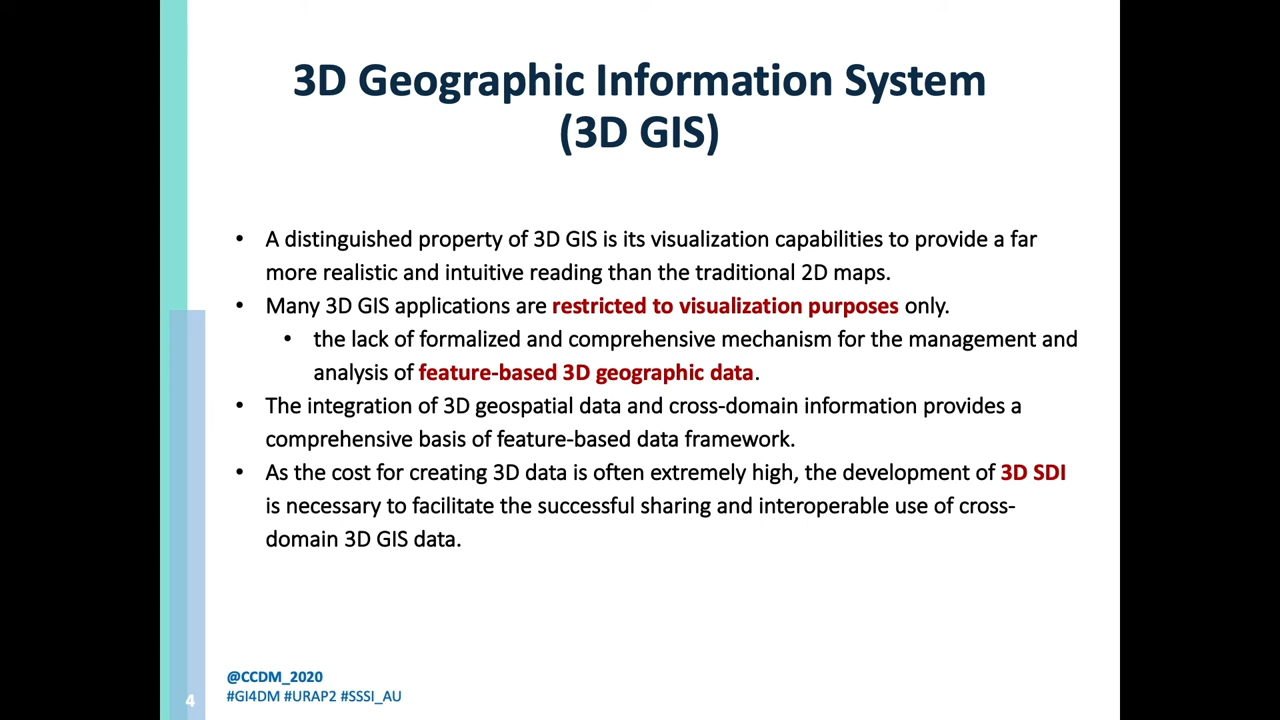 3D Geographic Information System
(3D GIS)
• A distinguished property of 3D GIS is its visualization capabilities to provide a far
more realistic and intuitive reading than the traditional 2D maps.
• Many 3D GIS applications are restricted to visualization purposes only.
• the lack of formalized and comprehensive mechanism for the management and
analysis of feature-based 3D geographic data.
• The integration of 3D geospatial data and cross-domain information provides a
comprehensive basis of feature-based data framework.
• As the cost for creating 3D data is often extremely high, the development of 3D SDI
is necessary to facilitate the successful sharing and interoperable use of cross-
domain 3D GIS data.
@CCDM_2020
#GI4DM #URAP2 #SSSI_AU
4